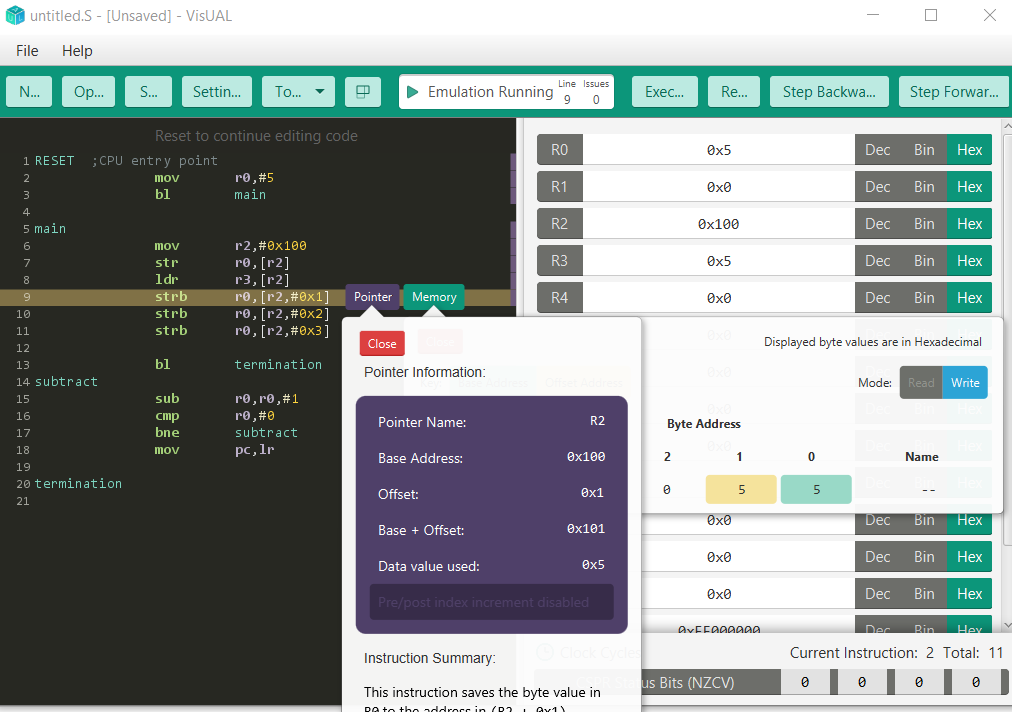 untitled.S - [Unsaved] - VisUAL
File Help
N... Op... S... Settin... To... Emulation Running Line Issues 9 0 Exec... Re... Step Backwa... Step Forwar...
Reset to continue editing code
1 RESET ;CPU entry point
2 mov r0,#5
3 bl main
4
5 main
6 mov r2,#0x100
7 str r0,[r2]
8 ldr r3,[r2]
9 strb r0,[r2,#0x1]
10 strb r0,[r2,#0x2]
11 strb r0,[r2,#0x3]
12
13 bl termination
14 subtract
15 sub r0,r0,#1
16 cmp r0,#0
17 bne subtract
18 mov pc,lr
19
20 termination
21
Pointer Memory
Close
Pointer Information:
Pointer Name: R2
Base Address: 0x100
Offset: 0x1
Base + Offset: 0x101
Data value used: 0x5
Pre/post index increment disabled
Instruction Summary:
This instruction saves the byte value in
R0 to the address in (R2 + 0x1)
R0 0x5 Dec Bin Hex
R1 0x0 Dec Bin Hex
R2 0x100 Dec Bin Hex
R3 0x5 Dec Bin Hex
R4 0x0 Dec Bin Hex
Displayed byte values are in Hexadecimal
Mode: Read Write
Byte Address
2 1 0 Name
0 5 5 --
0x0 Dec Bin Hex
0x0 Dec Bin Hex
0x0 Dec Bin Hex
0xFF000000 Dec Bin Hex
Clock Cycles Current Instruction: 2 Total: 11
CPSR Status Bits (NZCV) 0 0 0 0